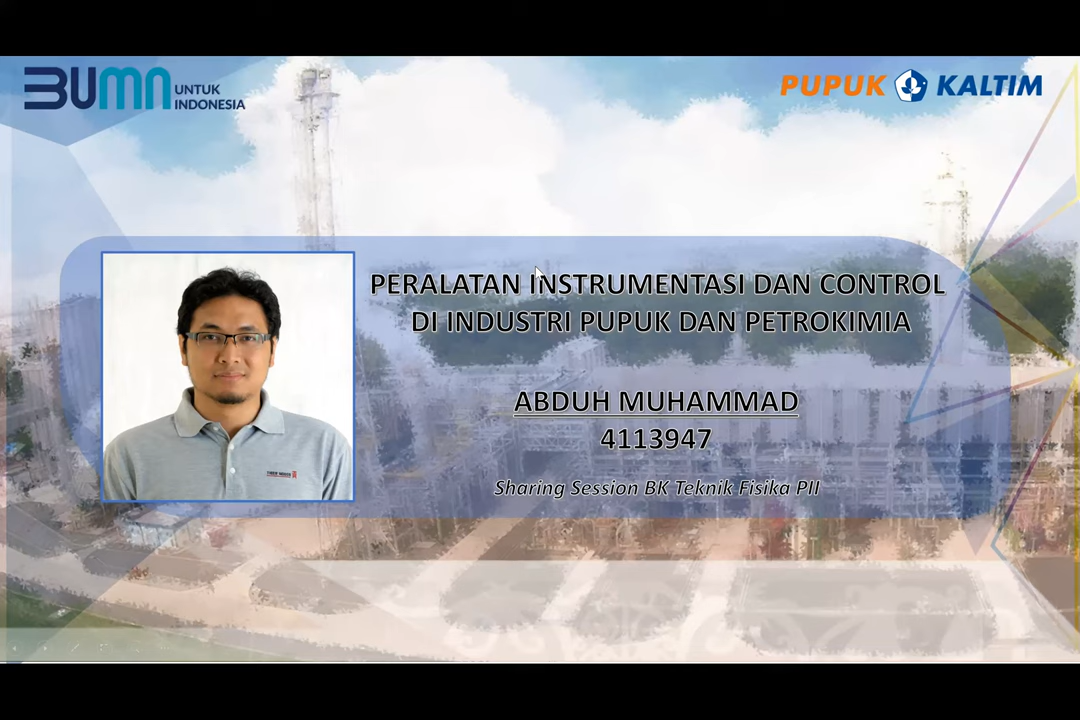 BUMN
UNTUK
INDONESIA
PUPUK KALTIM
PERALATAN INSTRUMENTASI DAN CONTROL
DI INDUSTRI PUPUK DAN PETROKIMIA
ABDUH MUHAMMAD
4113947
Sharing Session BK Teknik Fisika PII